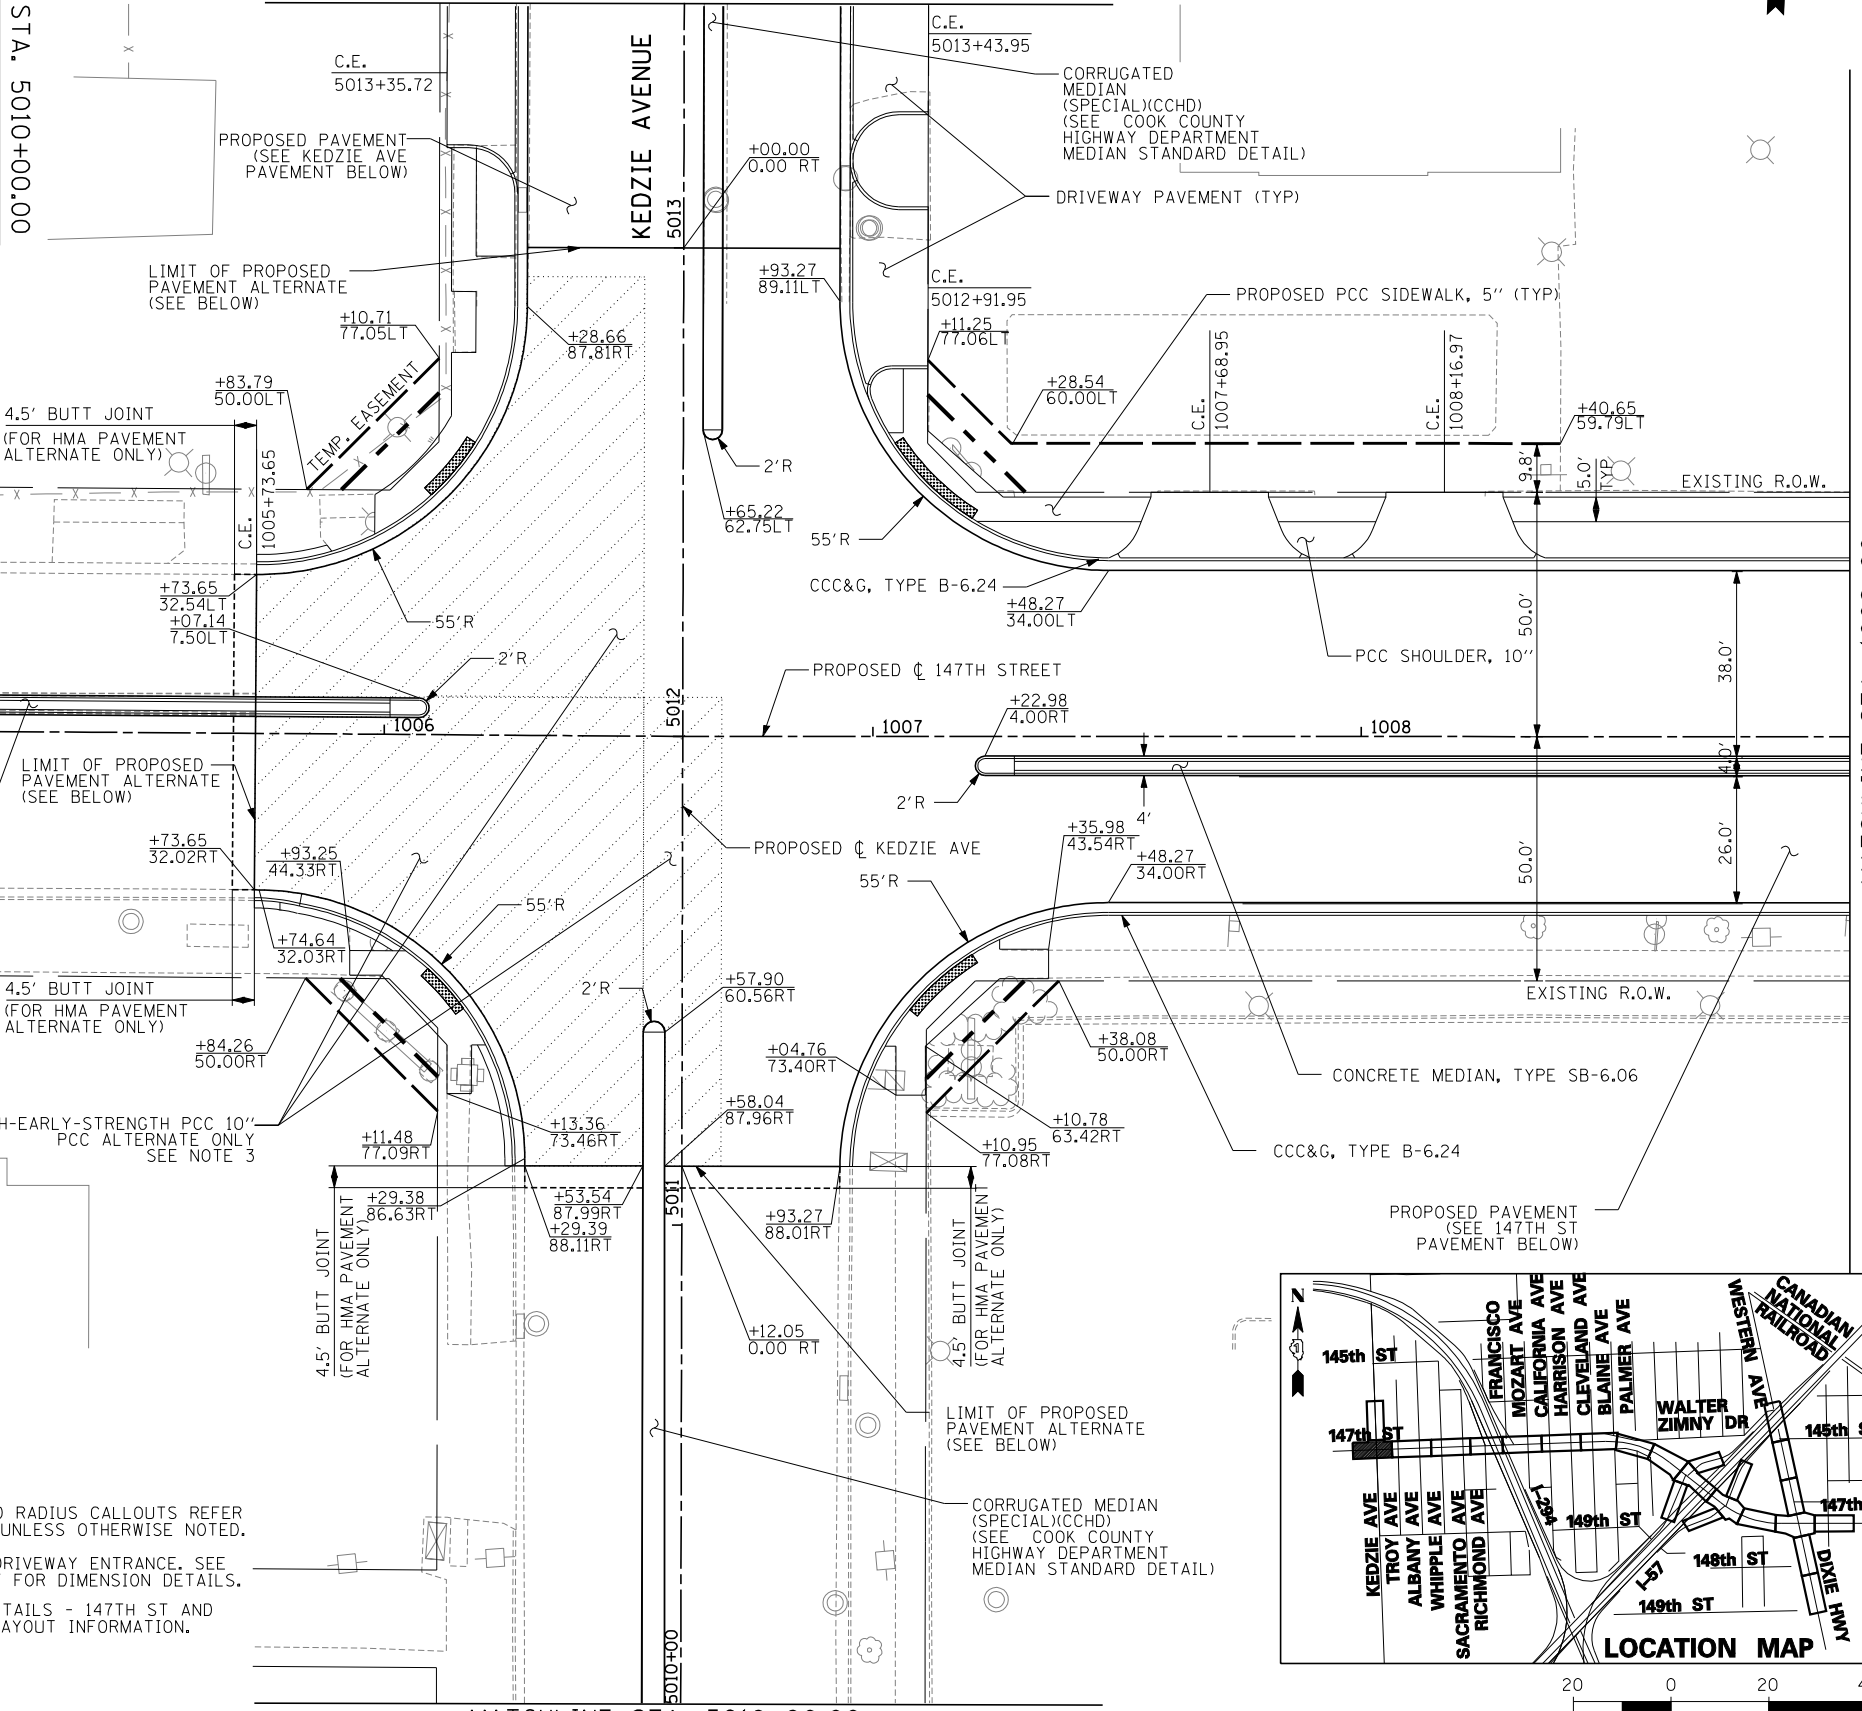 STA. 5010+00.00
C.E.
5013+35.72
KEDZIE AVENUE
5013
C.E.
5013+43.95
CORRUGATED
MEDIAN
(SPECIAL)(CCHD)
(SEE COOK COUNTY
HIGHWAY DEPARTMENT
MEDIAN STANDARD DETAIL)
PROPOSED PAVEMENT
(SEE KEDZIE AVE
PAVEMENT BELOW)
+00.00
0.00 RT
DRIVEWAY PAVEMENT (TYP)
LIMIT OF PROPOSED
PAVEMENT ALTERNATE
(SEE BELOW)
+93.27
89.11LT
C.E.
5012+91.95
PROPOSED PCC SIDEWALK, 5'' (TYP)
+10.71
77.05LT
+28.66
87.81RT
+11.25
77.06LT
+83.79
50.00LT
TEMP. EASEMENT
+28.54
60.00LT
C.E.
1007+68.95
C.E.
1008+16.97
+40.65
59.79LT
4.5' BUTT JOINT
(FOR HMA PAVEMENT
ALTERNATE ONLY)
C.E.
1005+73.65
2'R
9.8'
5.0'
TYP
EXISTING R.O.W.
+65.22
62.75LT
55'R
CCC&G, TYPE B-6.24
+73.65
32.54LT
+07.14
7.50LT
55'R
+48.27
34.00LT
50.0'
PCC SHOULDER, 10''
38.0'
2'R
PROPOSED ℄ 147TH STREET
5012
+22.98
4.00RT
1006
1007
1008
LIMIT OF PROPOSED
PAVEMENT ALTERNATE
(SEE BELOW)
4.0'
2'R
4'
+73.65
32.02RT
+93.25
44.33RT
PROPOSED ℄ KEDZIE AVE
+35.98
43.54RT
+48.27
34.00RT
50.0'
26.0'
55'R
55'R
+74.64
32.03RT
4.5' BUTT JOINT
(FOR HMA PAVEMENT
ALTERNATE ONLY)
2'R
+57.90
60.56RT
EXISTING R.O.W.
+84.26
50.00RT
+04.76
73.40RT
+38.08
50.00RT
CONCRETE MEDIAN, TYPE SB-6.06
H-EARLY-STRENGTH PCC 10''
PCC ALTERNATE ONLY
SEE NOTE 3
+11.48
77.09RT
+13.36
73.46RT
+58.04
87.96RT
+10.78
63.42RT
+10.95
77.08RT
CCC&G, TYPE B-6.24
+29.38
86.63RT
+53.54
87.99RT
+29.39
88.11RT
5011
+93.27
88.01RT
PROPOSED PAVEMENT
(SEE 147TH ST
PAVEMENT BELOW)
4.5' BUTT JOINT
(FOR HMA PAVEMENT
ALTERNATE ONLY)
4.5' BUTT JOINT
(FOR HMA PAVEMEN
ALTERNATE ONLY)
+12.05
0.00 RT
LIMIT OF PROPOSED
PAVEMENT ALTERNATE
(SEE BELOW)
CORRUGATED MEDIAN
(SPECIAL)(CCHD)
(SEE COOK COUNTY
HIGHWAY DEPARTMENT
MEDIAN STANDARD DETAIL)
5010+00
RADIUS CALLOUTS REFER
UNLESS OTHERWISE NOTED.
DRIVEWAY ENTRANCE. SEE
FOR DIMENSION DETAILS.
TAILS - 147TH ST AND
AYOUT INFORMATION.
N
145th ST
147th ST
FRANCISCO
MOZART AVE
CALIFORNIA AVE
HARRISON AVE
CLEVELAND AVE
BLAINE AVE
PALMER AVE
WESTERN AVE
CANADIAN
NATIONAL
RAILROAD
WALTER
ZIMNY DR
145th S
147th
KEDZIE AVE
TROY AVE
ALBANY AVE
WHIPPLE AVE
SACRAMENTO AVE
RICHMOND AVE
I-294
149th ST
I-57
148th ST
149th ST
DIXIE HWY
LOCATION MAP
20 0 20